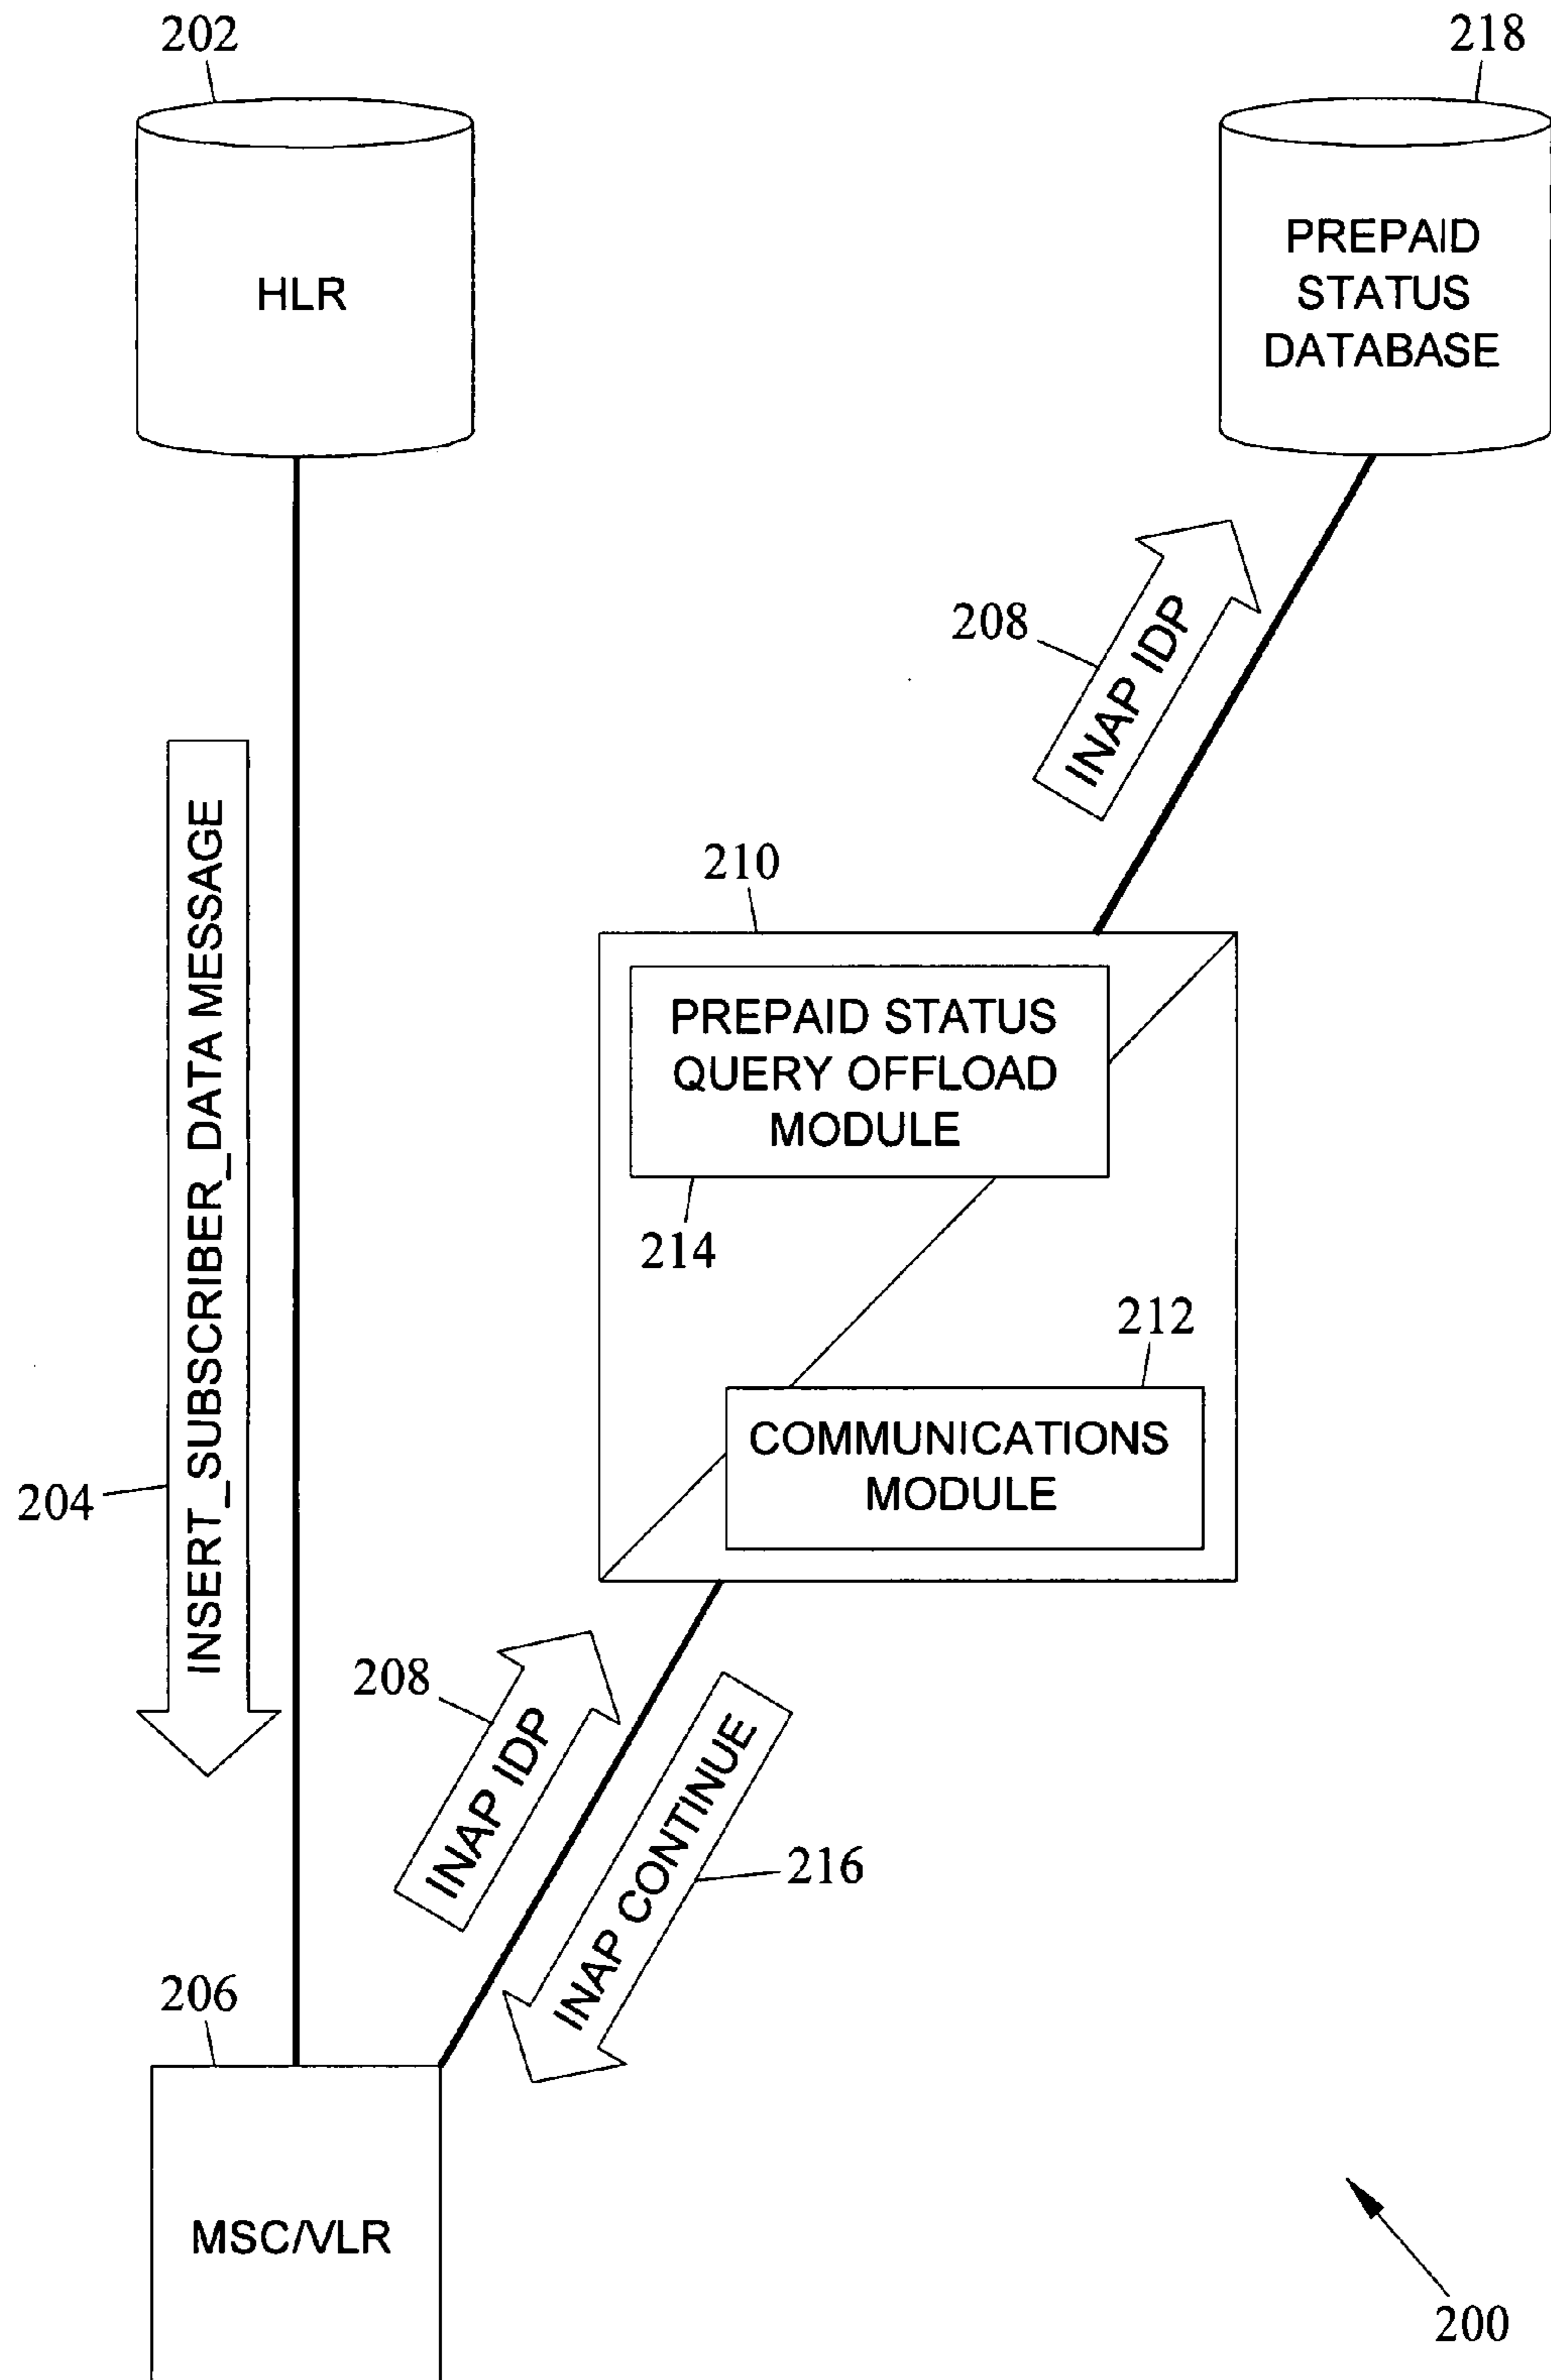 202
218
HLR
PREPAID
STATUS
DATABASE
208
INAP IDP
INSERT_SUBSCRIBER_DATA MESSAGE
204
210
PREPAID STATUS
QUERY OFFLOAD
MODULE
214
212
COMMUNICATIONS
MODULE
208
INAP IDP
INAP CONTINUE
216
206
MSC/VLR
200